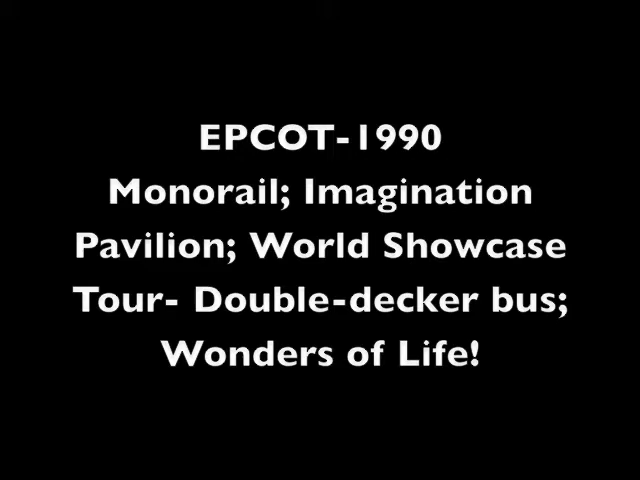 EPCOT-1990
Monorail; Imagination
Pavilion; World Showcase
Tour- Double-decker bus;
Wonders of Life!